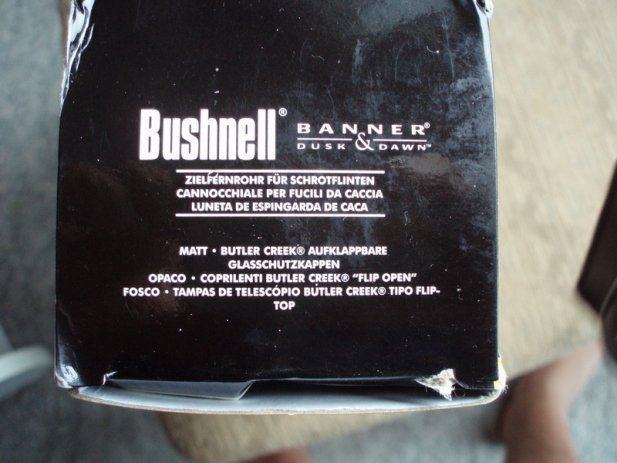 Bushnell® BANNER®
DUSK & DAWN™
ZIELFERNROHR FÜR SCHROTFLINTEN
CANNOCCHIALE PER FUCILI DA CACCIA
LUNETA DE ESPINGARDA DE CACA
MATT • BUTLER CREEK® AUFKLAPPBARE
GLASSCHUTZKAPPEN
OPACO • COPRILENTI BUTLER CREEK® "FLIP OPEN"
FOSCO • TAMPAS DE TELESCÓPIO BUTLER CREEK® TIPO FLIP-
TOP